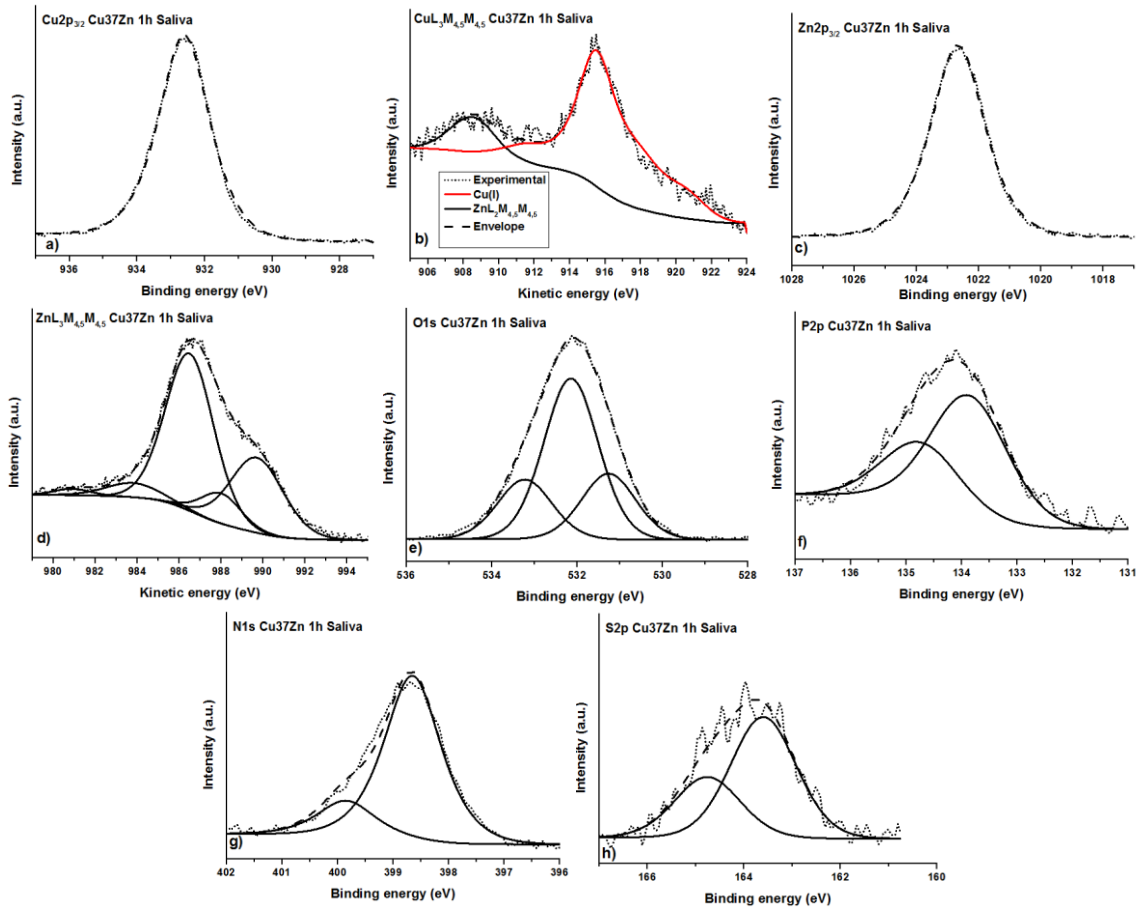 Cu2p3/2 Cu37Zn 1h Saliva
Intensity (a.u.)
a)
936 934 932 930 928
Binding energy (eV)
CuL3M4,5M4,5 Cu37Zn 1h Saliva
Intensity (a.u.)
Experimental
Cu(I)
ZnL2M4,5M4,5
Envelope
b)
905 906 908 910 912 914 916 918 920 922 924
Kinetic energy (eV)
Zn2p3/2 Cu37Zn 1h Saliva
Intensity (a.u.)
c)
1028 1026 1024 1022 1020 1018
Binding energy (eV)
ZnL3M4,5M4,5 Cu37Zn 1h Saliva
Intensity (a.u.)
d)
980 982 984 986 988 990 992 994
Kinetic energy (eV)
O1s Cu37Zn 1h Saliva
Intensity (a.u.)
e)
536 534 532 530 528
Binding energy (eV)
P2p Cu37Zn 1h Saliva
Intensity (a.u.)
f)
137 136 135 134 133 132 131
Binding energy (eV)
N1s Cu37Zn 1h Saliva
Intensity (a.u.)
g)
402 401 400 399 398 397 396
Binding energy (eV)
S2p Cu37Zn 1h Saliva
Intensity (a.u.)
h)
166 164 162 160
Binding energy (eV)